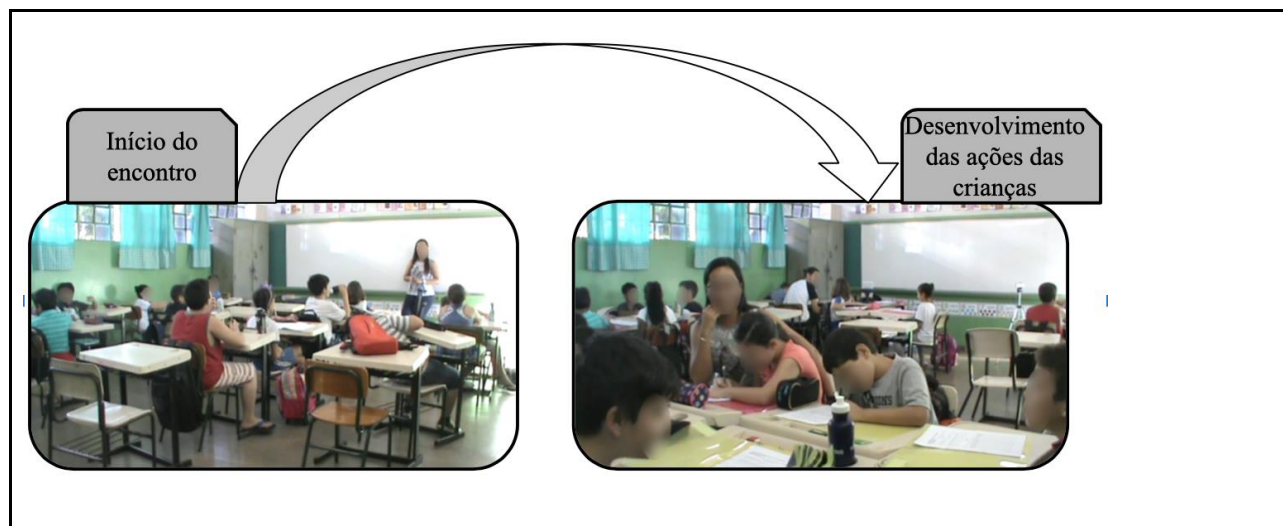 Início do
encontro
Desenvolvimento
das ações das
crianças